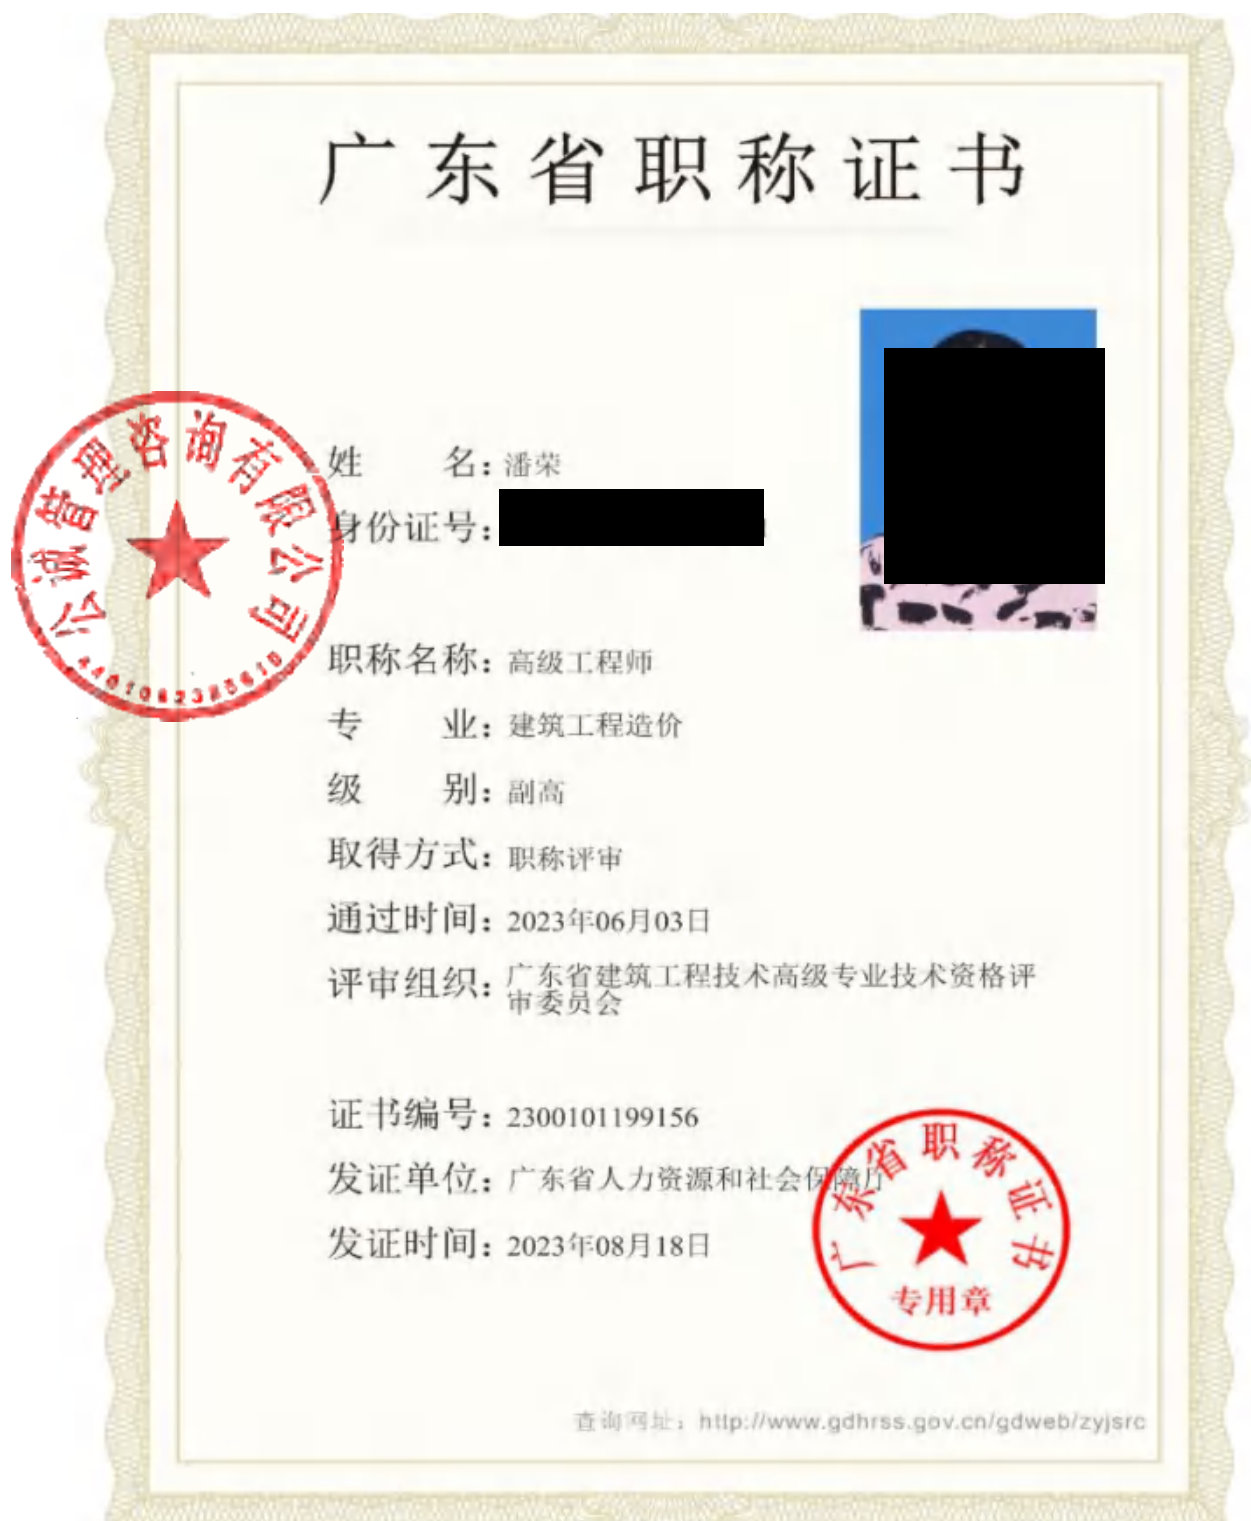 广东省职称证书
姓名：潘荣
身份证号：
职称名称：高级工程师
专业：建筑工程造价
级别：副高
取得方式：职称评审
通过时间：2023年06月03日
评审组织：广东省建筑工程技术高级专业技术资格评
审委员会
证书编号：2300101199156
发证单位：广东省人力资源和社会保障厅
发证时间：2023年08月18日
公诚管理咨询有限公司
广东省职称证书
专用章
查询网址：http://www.gdhrss.gov.cn/gdweb/zyjsrc